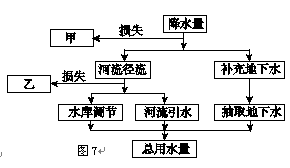 损失 降水量
甲
河流径流 补充地下水
损失
乙
水库调节 河流引水 抽取地下水
图7 总用水量